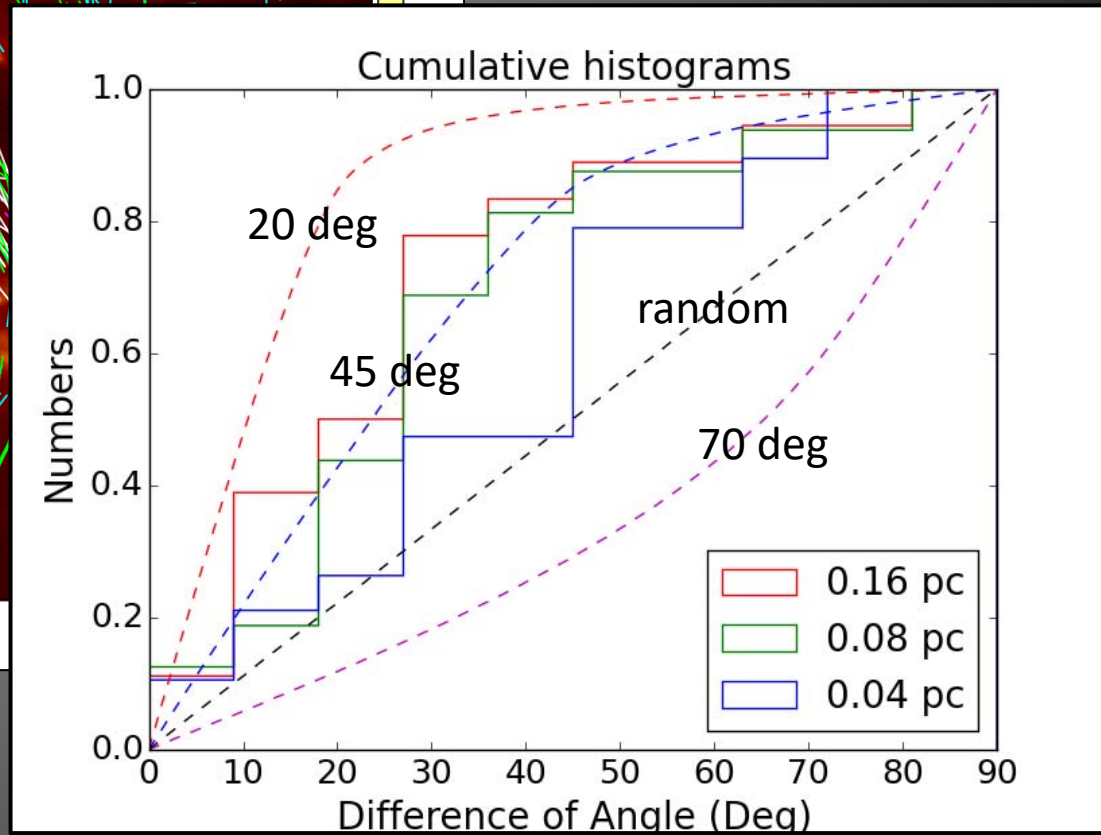 Cumulative histograms
1.0
0.8
0.6
0.4
0.2
0.0
Numbers
20 deg
45 deg
random
70 deg
0.16 pc
0.08 pc
0.04 pc
0 10 20 30 40 50 60 70 80 90
Difference of Angle (Deg)